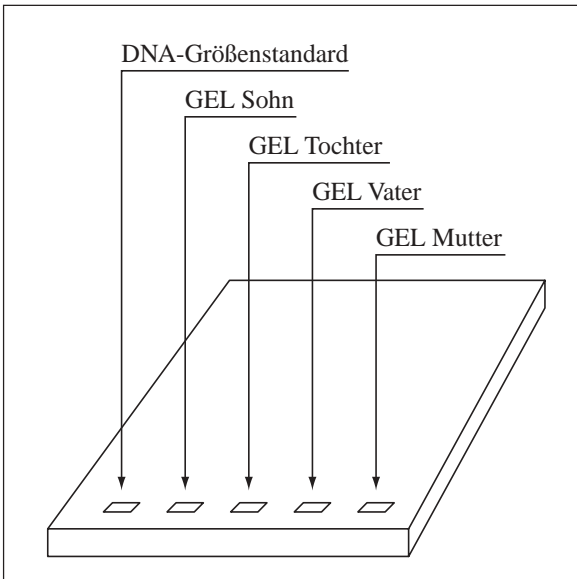 DNA-Größenstandard
GEL Sohn
GEL Tochter
GEL Vater
GEL Mutter